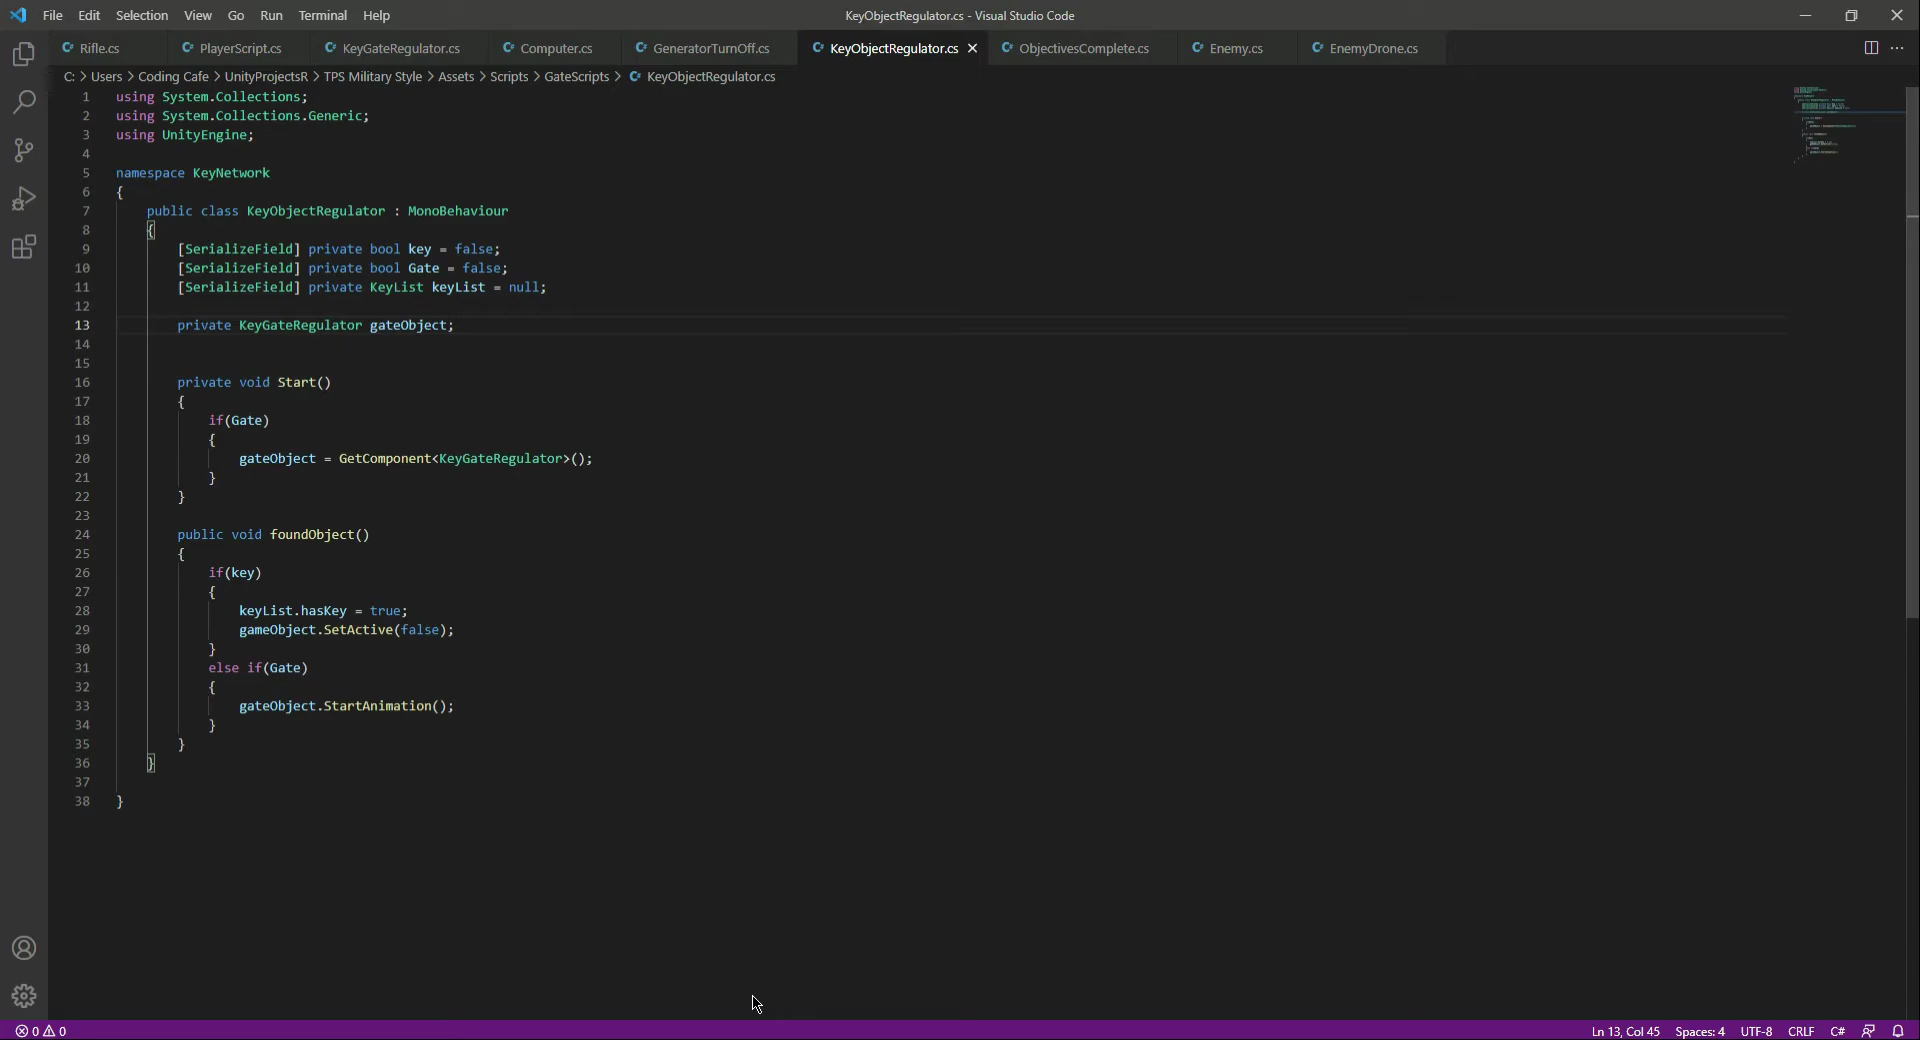 File Edit Selection View Go Run Terminal Help KeyObjectRegulator.cs - Visual Studio Code
Rifle.cs PlayerScript.cs KeyGateRegulator.cs Computer.cs GeneratorTurnOff.cs KeyObjectRegulator.cs ObjectivesComplete.cs Enemy.cs EnemyDrone.cs
C: > Users > Coding Cafe > UnityProjectsR > TPS Military Style > Assets > Scripts > GateScripts > KeyObjectRegulator.cs
1 using System.Collections;
2 using System.Collections.Generic;
3 using UnityEngine;
4
5 namespace KeyNetwork
6 {
7 public class KeyObjectRegulator : MonoBehaviour
8 {
9 [SerializeField] private bool key = false;
10 [SerializeField] private bool Gate = false;
11 [SerializeField] private KeyList keyList = null;
12
13 private KeyGateRegulator gateObject;
14
15
16 private void Start()
17 {
18 if(Gate)
19 {
20 gateObject = GetComponent<KeyGateRegulator>();
21 }
22 }
23
24 public void foundObject()
25 {
26 if(key)
27 {
28 keyList.hasKey = true;
29 gameObject.SetActive(false);
30 }
31 else if(Gate)
32 {
33 gateObject.StartAnimation();
34 }
35 }
36 }
37
38 }
0 0 Ln 13, Col 45 Spaces: 4 UTF-8 CRLF C#